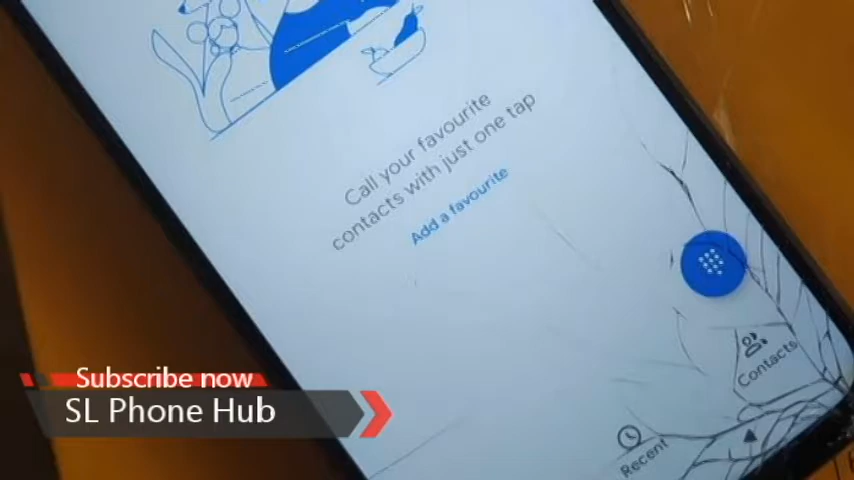 Call your favourite
contacts with just one tap
Add a favourite
Contacts
Recent
Subscribe now
SL Phone Hub